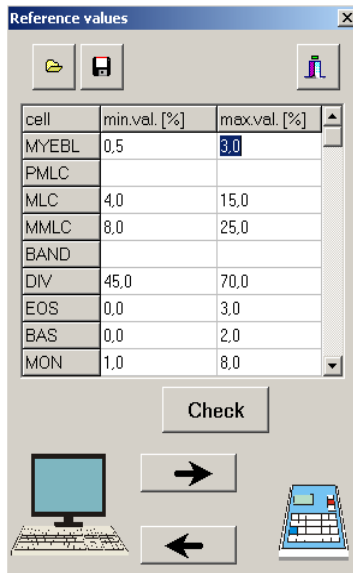 Reference values
cell min.val. [%] max.val. [%]
MYEBL 0,5 3,0
PMLC
MLC 4,0 15,0
MMLC 8,0 25,0
BAND
DIV 45,0 70,0
EOS 0,0 3,0
BAS 0,0 2,0
MON 1,0 8,0
Check